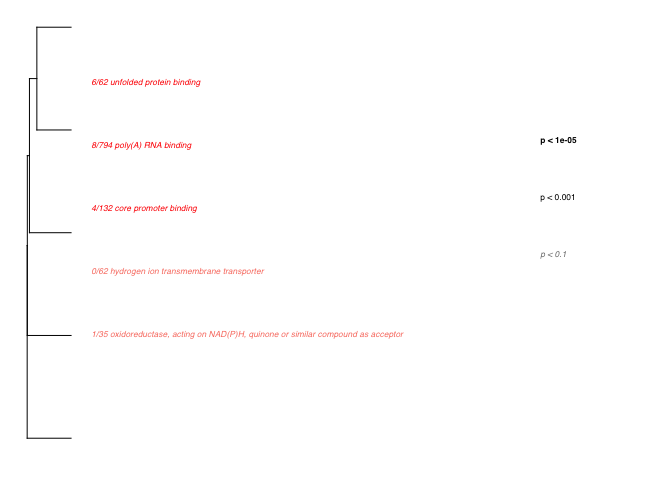 6/62 unfolded protein binding
8/794 poly(A) RNA binding
p < 1e-05
p < 0.001
4/132 core promoter binding
p < 0.1
0/62 hydrogen ion transmembrane transporter
1/35 oxidoreductase, acting on NAD(P)H, quinone or similar compound as acceptor